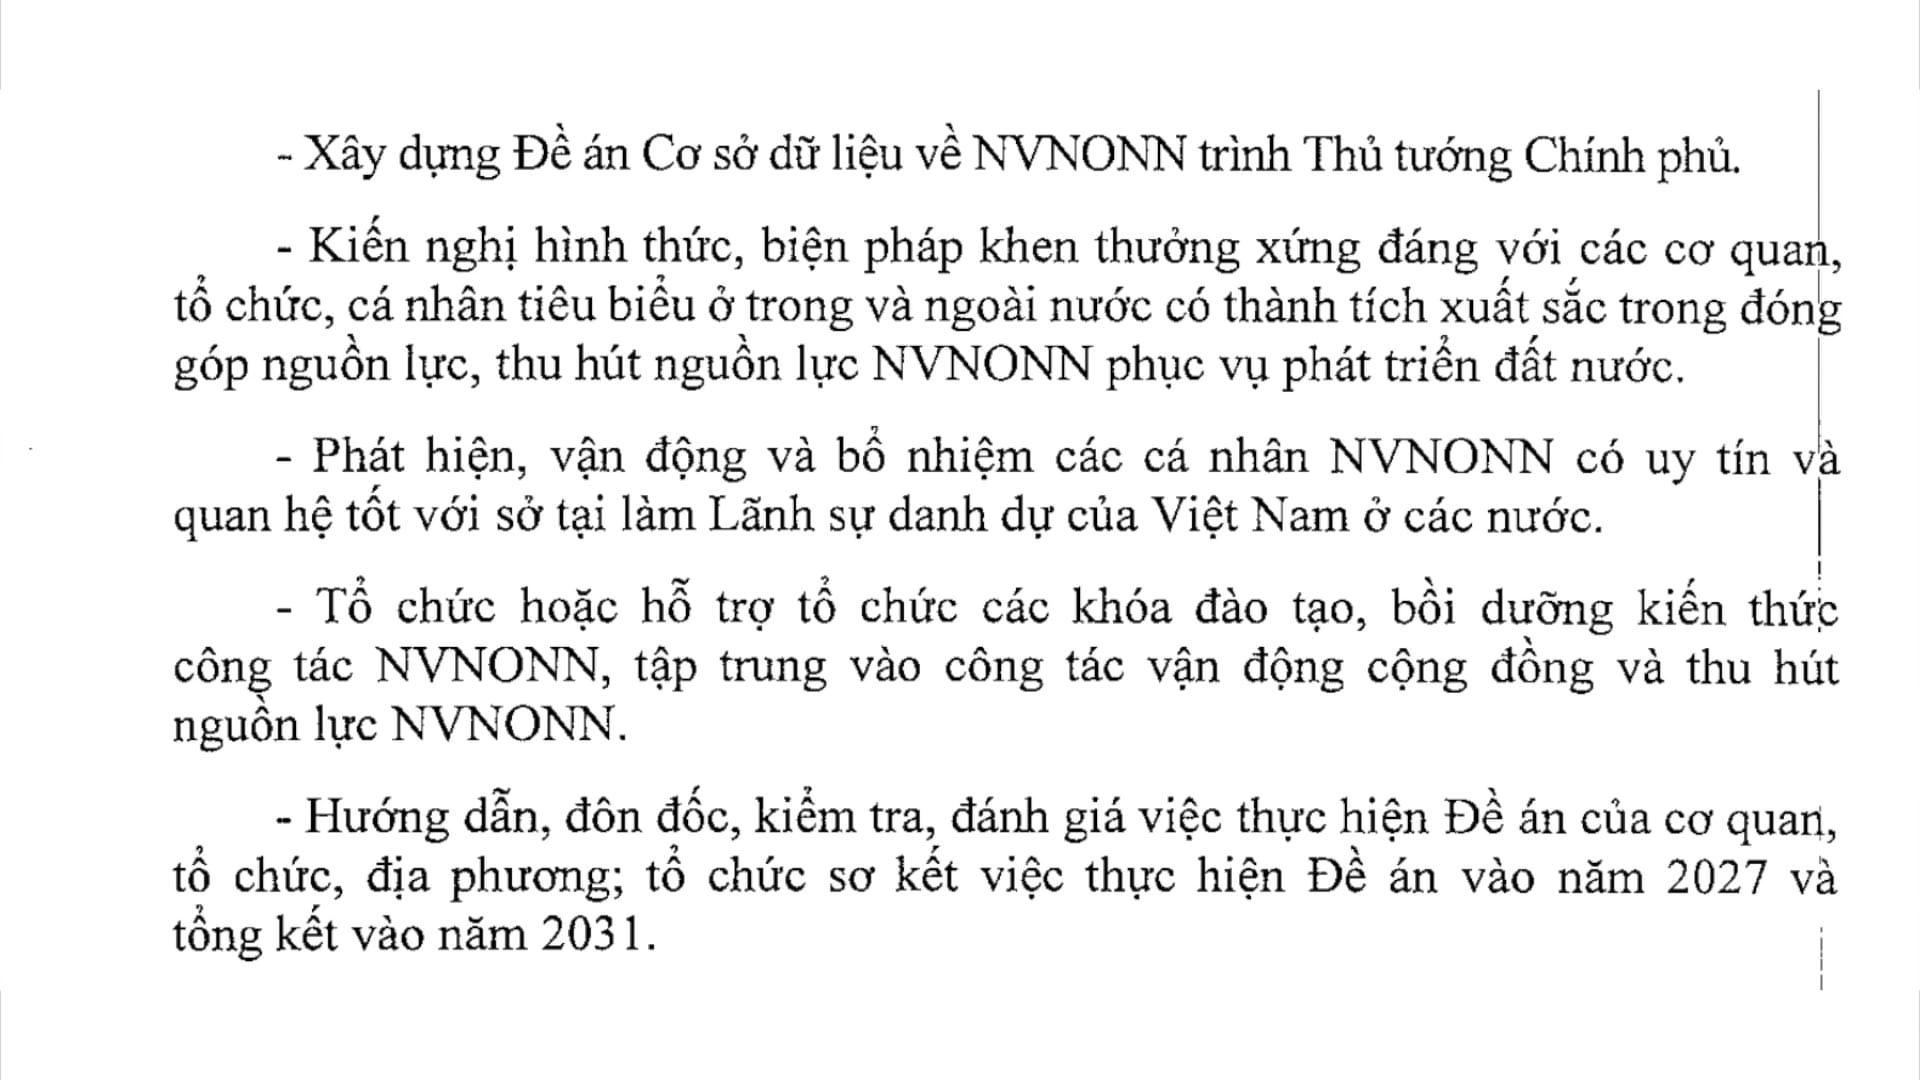 - Xây dựng Đề án Cơ sở dữ liệu về NVNONN trình Thủ tướng Chính phủ.
- Kiến nghị hình thức, biện pháp khen thưởng xứng đáng với các cơ quan,
tổ chức, cá nhân tiêu biểu ở trong và ngoài nước có thành tích xuất sắc trong đóng
góp nguồn lực, thu hút nguồn lực NVNONN phục vụ phát triển đất nước.
- Phát hiện, vận động và bổ nhiệm các cá nhân NVNONN có uy tín và
quan hệ tốt với sở tại làm Lãnh sự danh dự của Việt Nam ở các nước.
- Tổ chức hoặc hỗ trợ tổ chức các khóa đào tạo, bồi dưỡng kiến thức
công tác NVNONN, tập trung vào công tác vận động cộng đồng và thu hút
nguồn lực NVNONN.
- Hướng dẫn, đôn đốc, kiểm tra, đánh giá việc thực hiện Đề án của cơ quan,
tổ chức, địa phương; tổ chức sơ kết việc thực hiện Đề án vào năm 2027 và
tổng kết vào năm 2031.